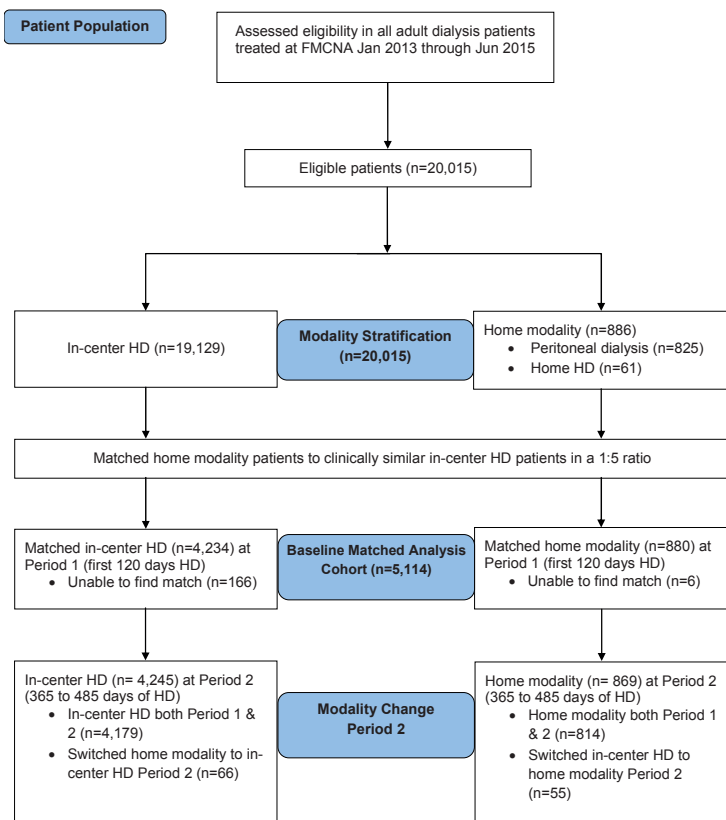 Patient Population
Assessed eligibility in all adult dialysis patients
treated at FMCNA Jan 2013 through Jun 2015
Eligible patients (n=20,015)
In-center HD (n=19,129)
Modality Stratification
(n=20,015)
Home modality (n=886)
• Peritoneal dialysis (n=825)
• Home HD (n=61)
Matched home modality patients to clinically similar in-center HD patients in a 1:5 ratio
Matched in-center HD (n=4,234) at
Period 1 (first 120 days HD)
• Unable to find match (n=166)
Baseline Matched Analysis
Cohort (n=5,114)
Matched home modality (n=880) at
Period 1 (first 120 days HD)
• Unable to find match (n=6)
In-center HD (n= 4,245) at Period 2
(365 to 485 days of HD)
• In-center HD both Period 1 &
2 (n=4,179)
• Switched home modality to in-
center HD Period 2 (n=66)
Modality Change
Period 2
Home modality (n= 869) at Period 2
(365 to 485 days of HD)
• Home modality both Period 1
& 2 (n=814)
• Switched in-center HD to
home modality Period 2
(n=55)